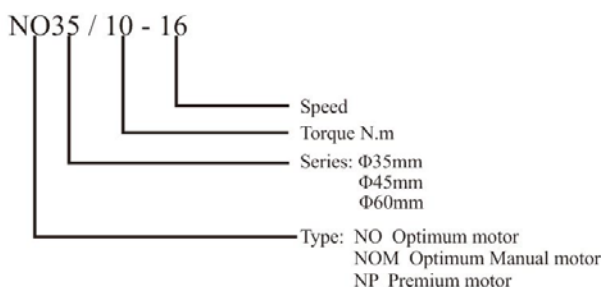 NO35 / 10 - 16
Speed
Torque N.m
Series: Φ35mm
Φ45mm
Φ60mm
Type: NO Optimum motor
NOM Optimum Manual motor
NP Premium motor